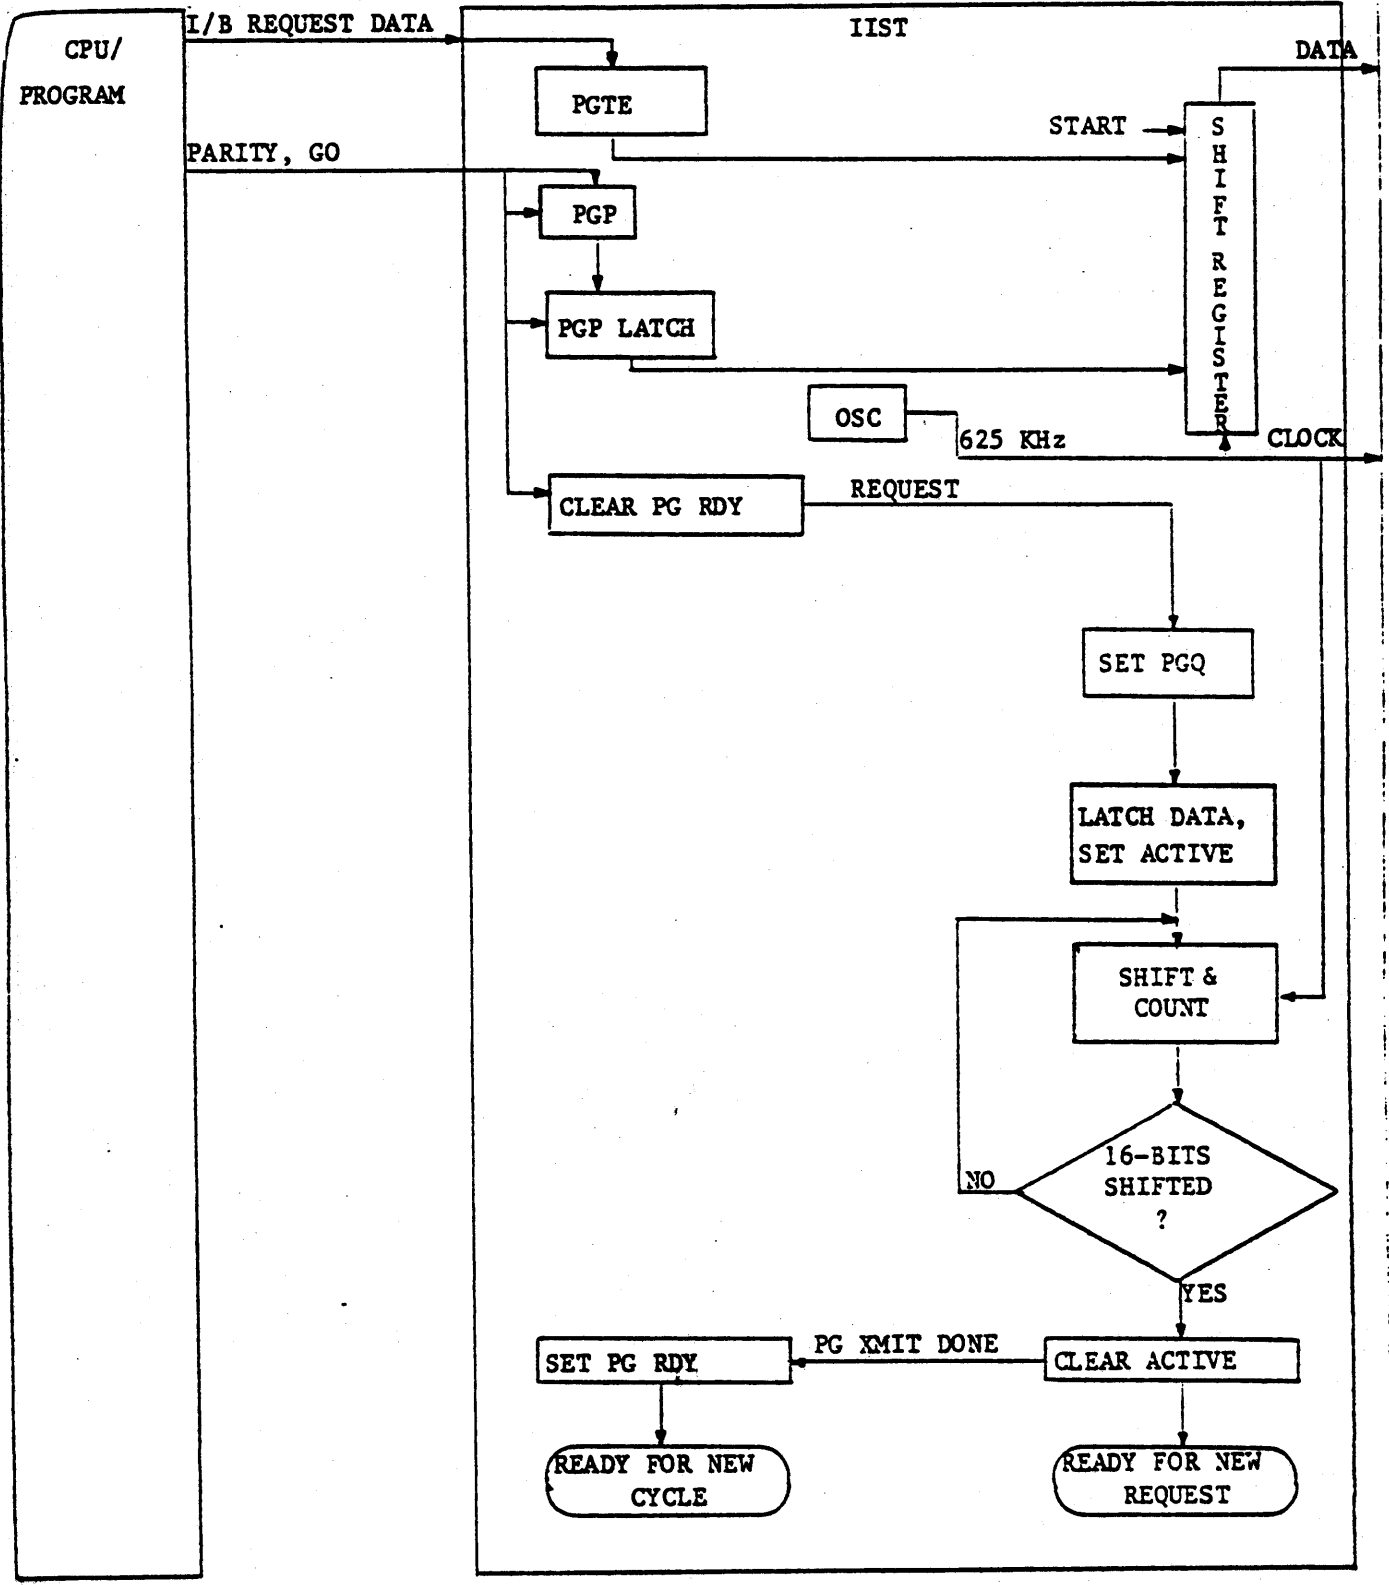 I/B REQUEST DATA
IIST
CPU/
PROGRAM
DATA
PGTE
START
SHIFT REGISTER
PARITY, GO
PGP
PGP LATCH
OSC
625 KHz
CLOCK
CLEAR PG RDY
REQUEST
SET PGQ
LATCH DATA,
SET ACTIVE
SHIFT &
COUNT
16-BITS
SHIFTED
?
NO
YES
SET PG RDY
PG XMIT DONE
CLEAR ACTIVE
READY FOR NEW
CYCLE
READY FOR NEW
REQUEST